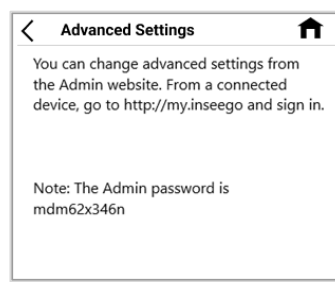 Advanced Settings
You can change advanced settings from
the Admin website. From a connected
device, go to http://my.inseego and sign in.
Note: The Admin password is
mdm62x346n